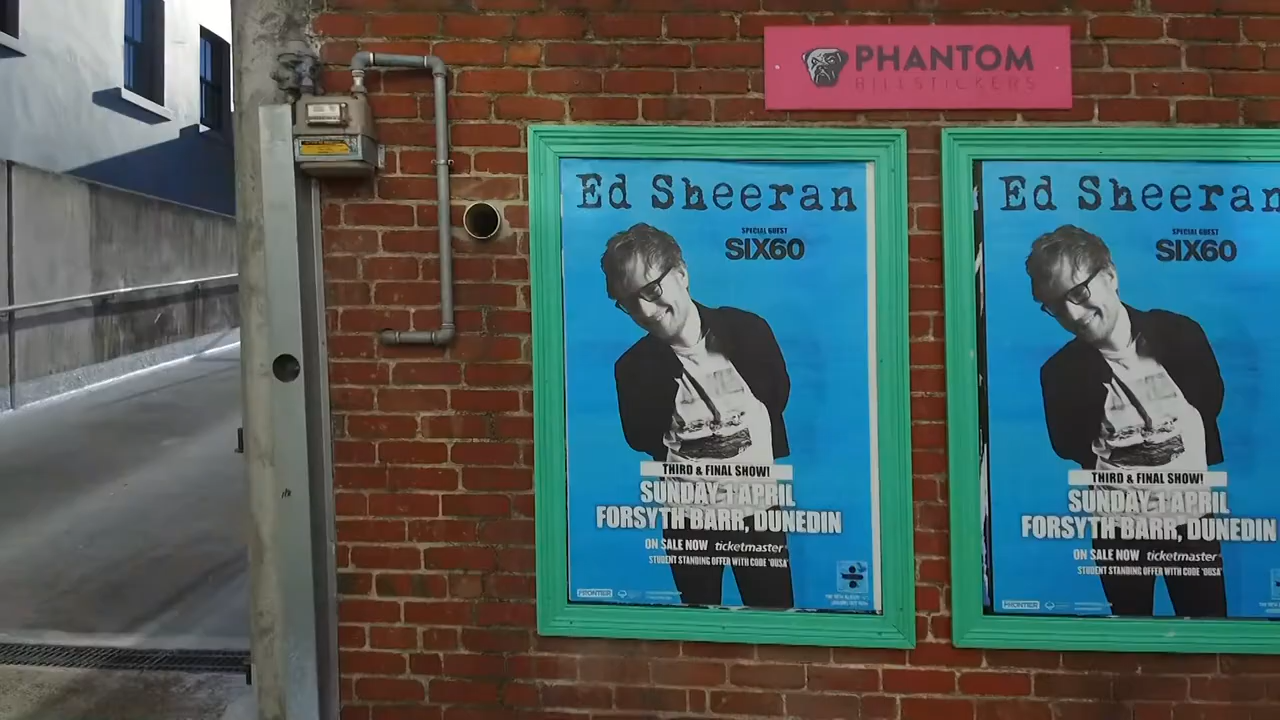 PHANTOM
BILLSTICKERS
Ed Sheeran
SPECIAL GUEST
SIX60
THIRD & FINAL SHOW!
SUNDAY 1 APRIL
FORSYTH BARR, DUNEDIN
ON SALE NOW ticketmaster
STUDENT STANDING OFFER WITH CODE 'OUSA'
FRONTIER
Ed Sheeran
SPECIAL GUEST
SIX60
THIRD & FINAL SHOW!
SUNDAY 1 APRIL
FORSYTH BARR, DUNEDIN
ON SALE NOW ticketmaster
STUDENT STANDING OFFER WITH CODE 'OUSA'
FRONTIER